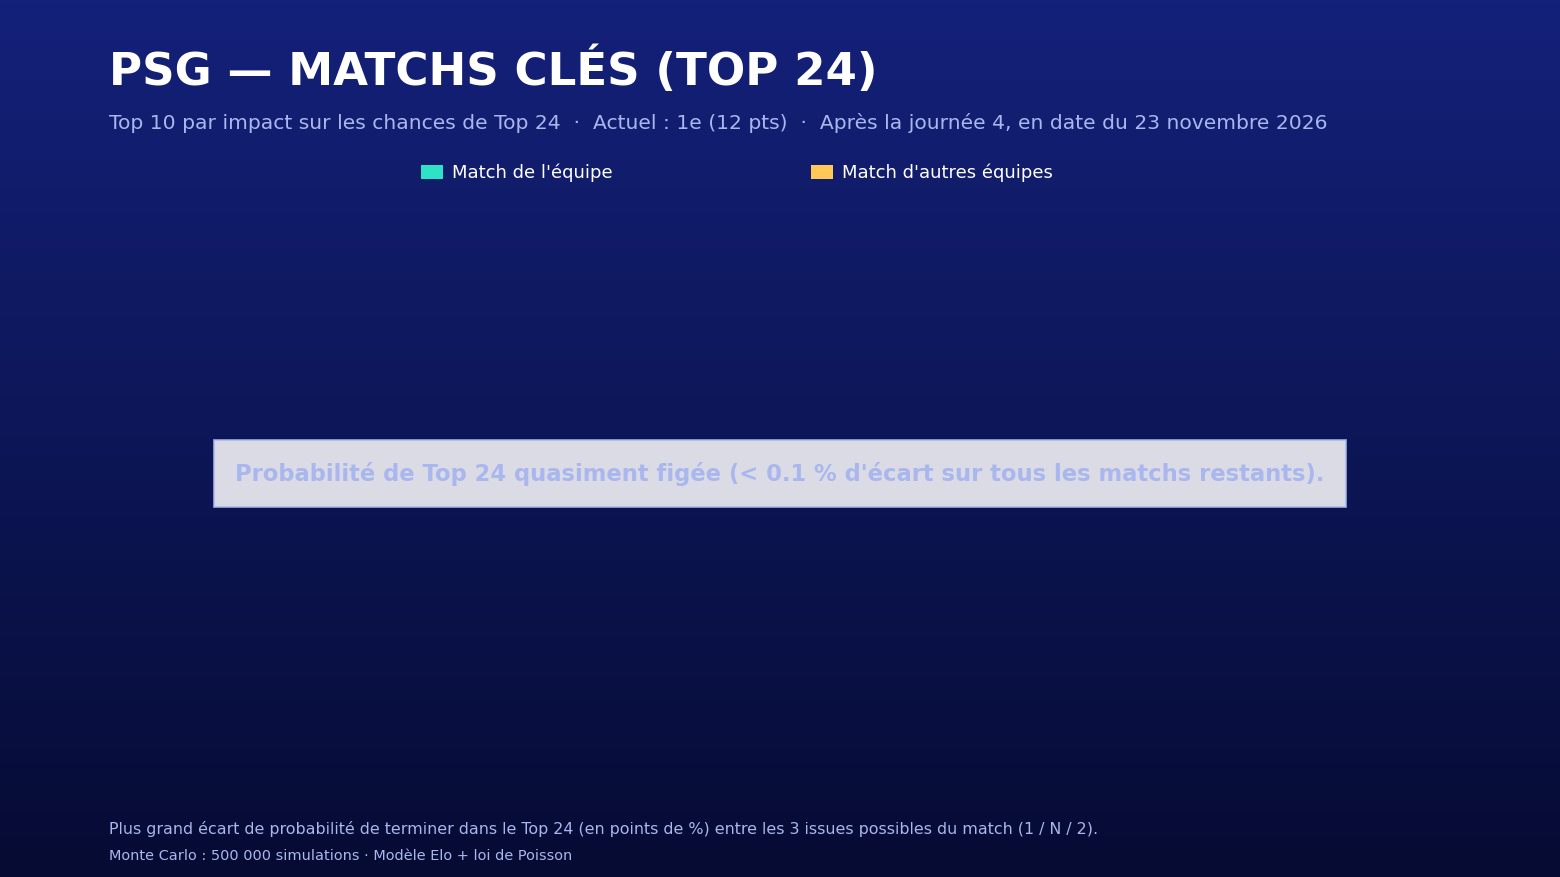 PSG — MATCHS CLÉS (TOP 24)
Top 10 par impact sur les chances de Top 24 · Actuel : 1e (12 pts) · Après la journée 4, en date du 23 novembre 2026
Match de l'équipe
Match d'autres équipes
Probabilité de Top 24 quasiment figée (< 0.1 % d'écart sur tous les matchs restants).
Plus grand écart de probabilité de terminer dans le Top 24 (en points de %) entre les 3 issues possibles du match (1 / N / 2).
Monte Carlo : 500 000 simulations · Modèle Elo + loi de Poisson